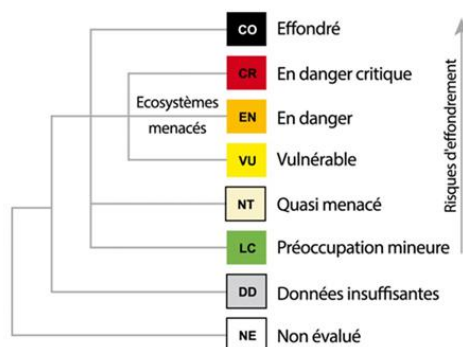 CO Effondré
CR En danger critique
Ecosystèmes
menacés
EN En danger
VU Vulnérable
NT Quasi menacé
LC Préoccupation mineure
DD Données insuffisantes
NE Non évalué
Risques d'effondrement